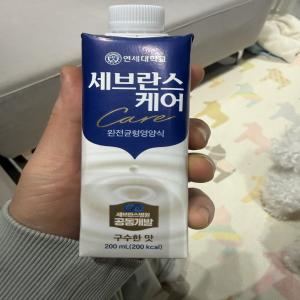 연세대학교
세브란스
케어
Care
완전균형영양식
세브란스병원
공동개발
구수한 맛
200 mL(200 kcal)